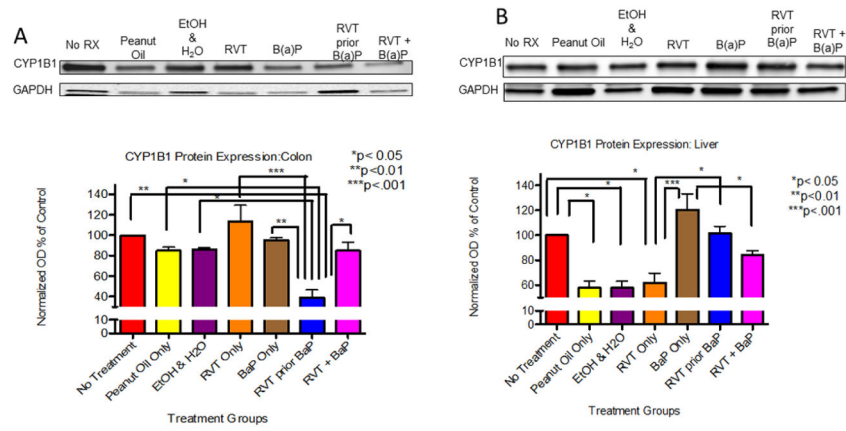 A
No RX
Peanut
Oil
EtOH
&
H2O
RVT
B(a)P
RVT
prior
B(a)P
RVT +
B(a)P
CYP1B1
GAPDH
CYP1B1 Protein Expression:Colon
*p< 0.05
**p<0.01
***p<.001
Normalized OD % of Control
140
120
100
80
60
40
10
0
**
*
*
***
**
*
No Treatment
Peanut Oil Only
EtOH & H2O
RVT Only
BaP Only
RVT prior BaP
RVT + BaP
Treatment Groups
B
No RX
Peanut Oil
EtOH
&
H2O
RVT
B(a)P
RVT
prior
B(a)P
RVT +
B(a)P
CYP1B1
GAPDH
CYP1B1 Protein Expression: Liver
*p< 0.05
**p<0.01
***p<.001
Normalized OD % of Control
140
120
100
80
60
40
10
0
*
*
*
***
*
*
No Treatment
Peanut Oil Only
EtOH & H2O
RVT Only
BaP Only
RVT prior BaP
RVT + BaP
Treatment Groups